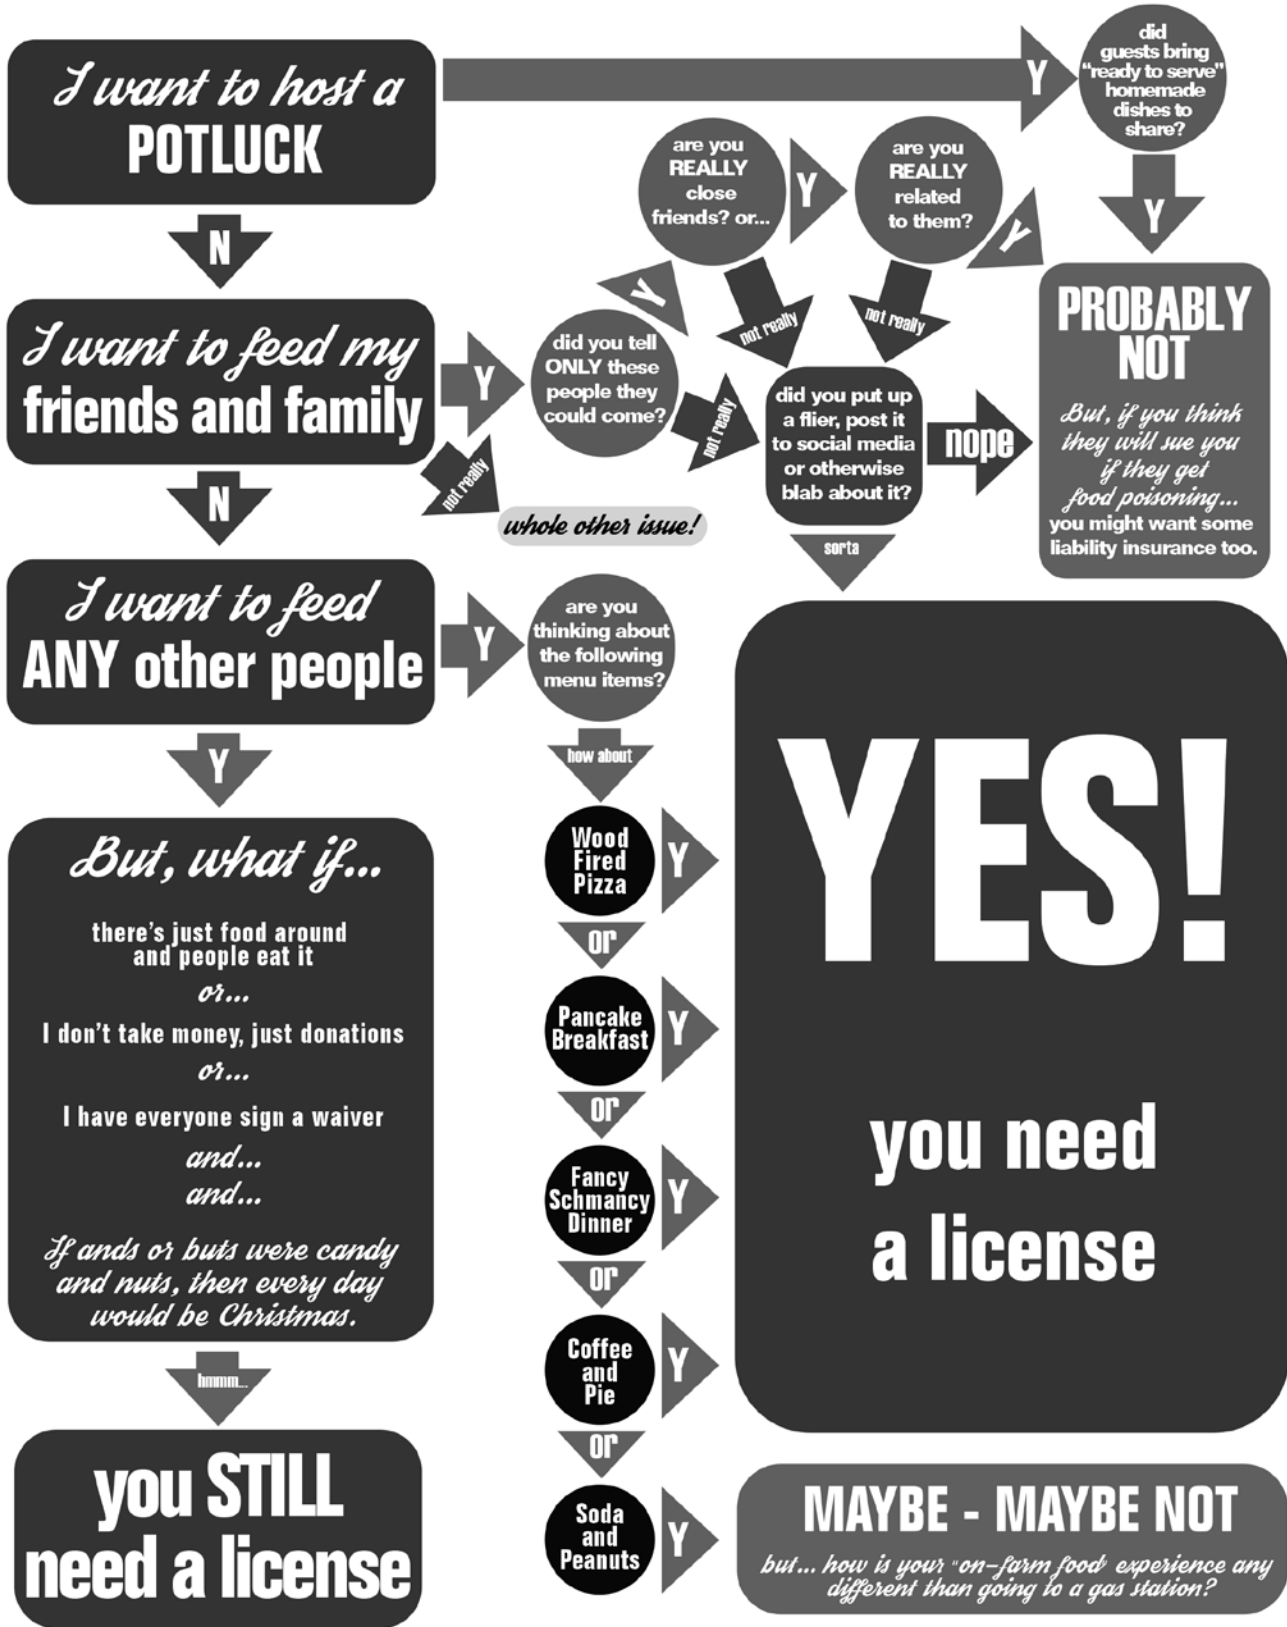 I want to host a
POTLUCK
Y
did
guests bring
“ready to serve”
homemade
dishes to
share?
Y
N
I want to feed my
friends and family
Y
did you tell
ONLY these
people they
could come?
Y
are you
REALLY
close
friends? or...
Y
are you
REALLY
related
to them?
Y
not really
not really
not really
did you put up
a flier, post it
to social media
or otherwise
blab about it?
nope
PROBABLY
NOT
But, if you think
they will sue you
if they get
food poisoning...
you might want some
liability insurance too.
sorta
not really
whole other issue!
N
I want to feed
ANY other people
Y
are you
thinking about
the following
menu items?
how about
Wood
Fired
Pizza
Y
or
Pancake
Breakfast
Y
or
Fancy
Schmancy
Dinner
Y
or
Coffee
and
Pie
Y
or
Soda
and
Peanuts
Y
YES!
you need
a license
MAYBE - MAYBE NOT
but... how is your “on-farm food” experience any
different than going to a gas station?
Y
But, what if...
there’s just food around
and people eat it
or...
I don’t take money, just donations
or...
I have everyone sign a waiver
and...
and...
If ands or buts were candy
and nuts, then every day
would be Christmas.
hmmm...
you STILL
need a license